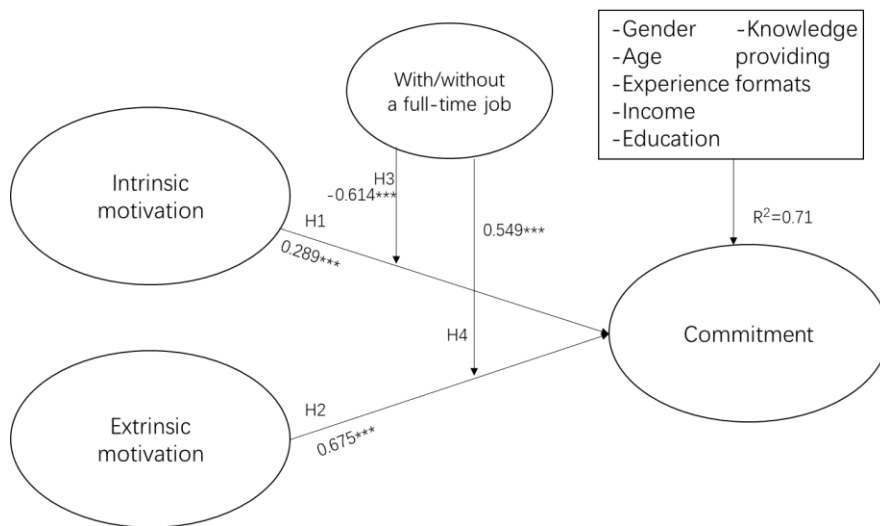 -Gender -Knowledge
-Age providing
-Experience formats
-Income
-Education
With/without
a full-time job
Intrinsic
motivation
H3
-0.614***
H1
0.289***
0.549***
R²=0.71
H4
Commitment
H2
0.675***
Extrinsic
motivation